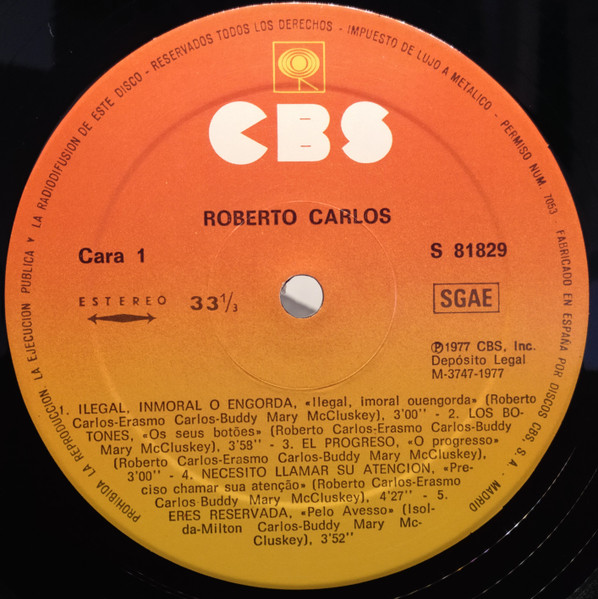 PROHIBIDA LA REPRODUCCION, LA EJECUCION PUBLICA Y LA RADIODIFUSION DE ESTE DISCO - RESERVADOS TODOS LOS DERECHOS - IMPUESTO DE LUJO A METALICO - PERMISO NUM. 7053 - FABRICADO EN ESPAÑA POR DISCOS CBS, S. A. MADRID
CBS
ROBERTO CARLOS
Cara 1
S 81829
ESTEREO
33 1/3
SGAE
Ⓟ1977 CBS, Inc.
Depósito Legal
M-3747-1977
1. ILEGAL, INMORAL O ENGORDA, «Ilegal, imoral ouengorda» (Roberto
Carlos-Erasmo Carlos-Buddy Mary McCluskey), 3'00'' - 2. LOS BO-
TONES, «Os seus botões» (Roberto Carlos-Erasmo Carlos-Buddy Mary
McCluskey), 3'58'' - 3. EL PROGRESO, «O progresso»
(Roberto Carlos-Erasmo Carlos-Buddy Mary McCluskey),
3'00'' - 4. NECESITO LLAMAR SU ATENCION, «Pre-
ciso chamar sua atenção» (Roberto Carlos-Erasmo
Carlos-Buddy Mary McCluskey), 4'27'' - 5.
ERES RESERVADA, «Pelo Avesso» (Isol-
da-Milton Carlos-Buddy Mary Mc-
Cluskey), 3'52''